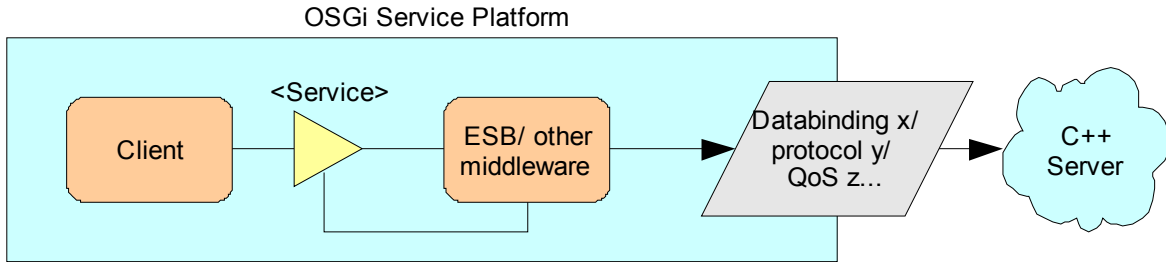 OSGi Service Platform
<Service>
Client
ESB/ other
middleware
Databinding x/
protocol y/
QoS z...
C++
Server